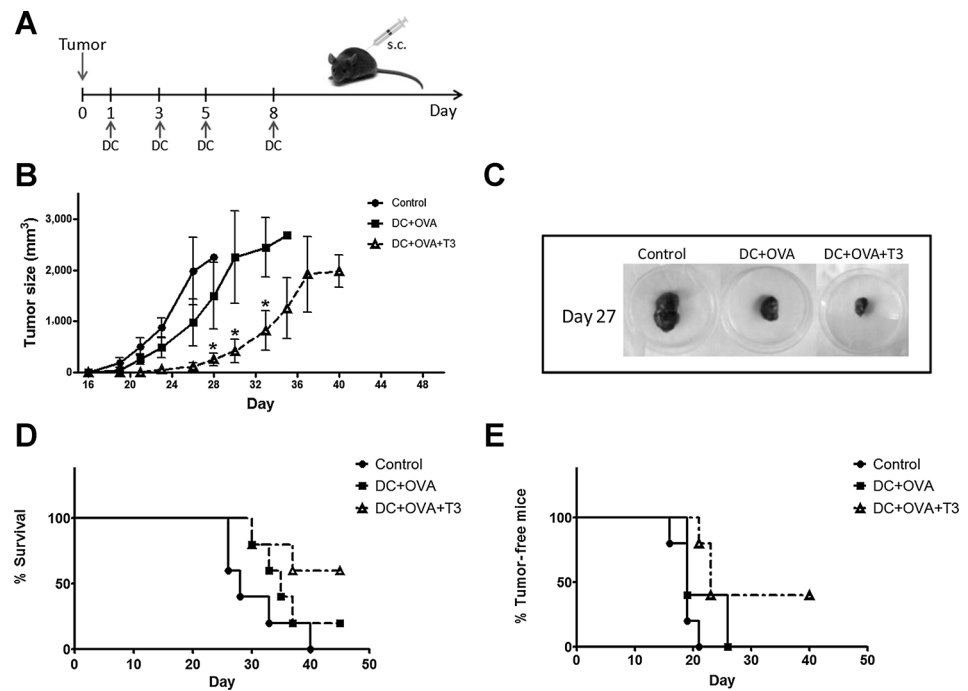 A
Tumor
s.c.
0 1 3 5 8 Day
DC DC DC DC
B
Control
DC+OVA
DC+OVA+T3
Tumor size (mm³)
3,000
2,000
1.000
0
16 20 24 28 32 36 40 44 48
* * *
Day
C
Control DC+OVA DC+OVA+T3
Day 27
D
Control
DC+OVA
DC+OVA+T3
% Survival
100
50
0
0 10 20 30 40 50
Day
E
Control
DC+OVA
DC+OVA+T3
% Tumor-free mice
100
50
0
0 10 20 30 40 50
Day